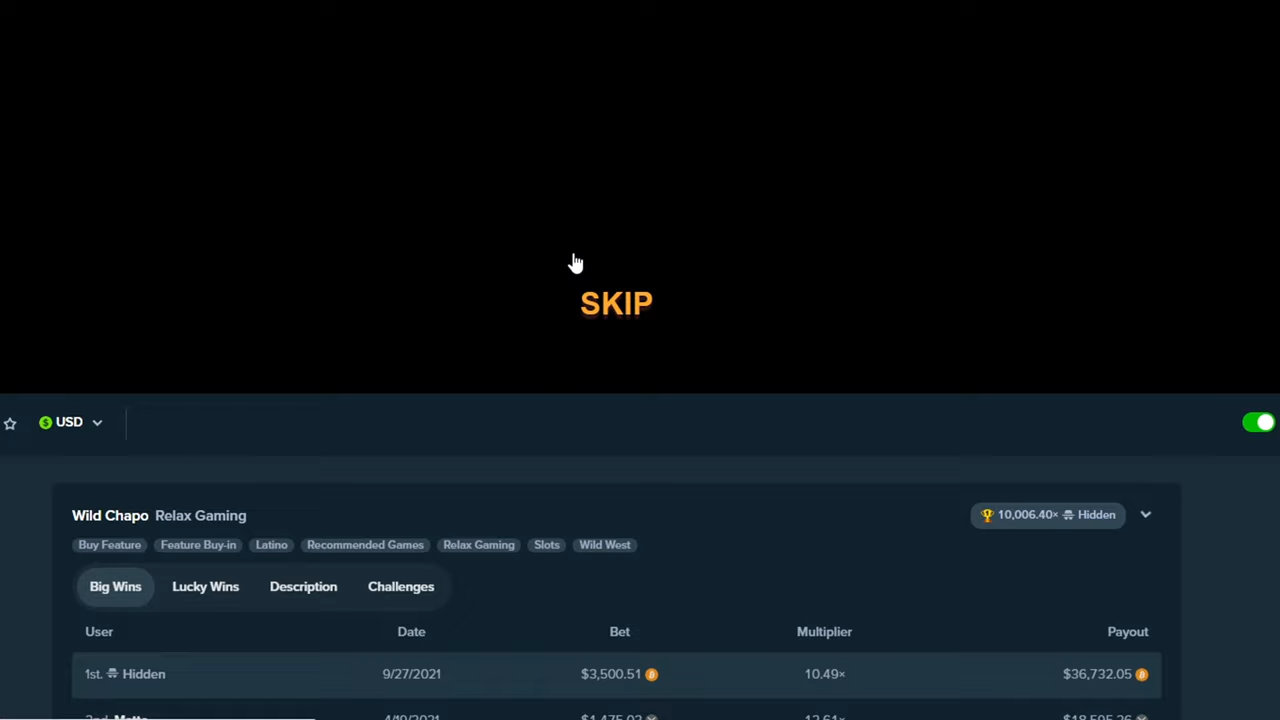 SKIP
USD
Wild Chapo Relax Gaming
10,006.40× Hidden
Buy Feature Feature Buy-in Latino Recommended Games Relax Gaming Slots Wild West
Big Wins Lucky Wins Description Challenges
User Date Bet Multiplier Payout
1st. Hidden 9/27/2021 $3,500.51 10.49× $36,732.05